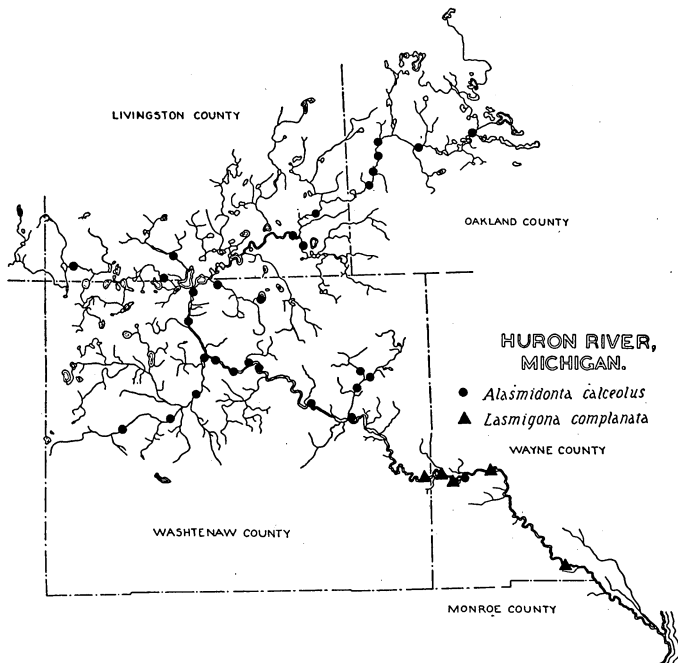 LIVINGSTON COUNTY
OAKLAND COUNTY
HURON RIVER,
MICHIGAN.
Alasmidonta calceolus
Lasmigona complanata
WAYNE COUNTY
WASHTENAW COUNTY
MONROE COUNTY